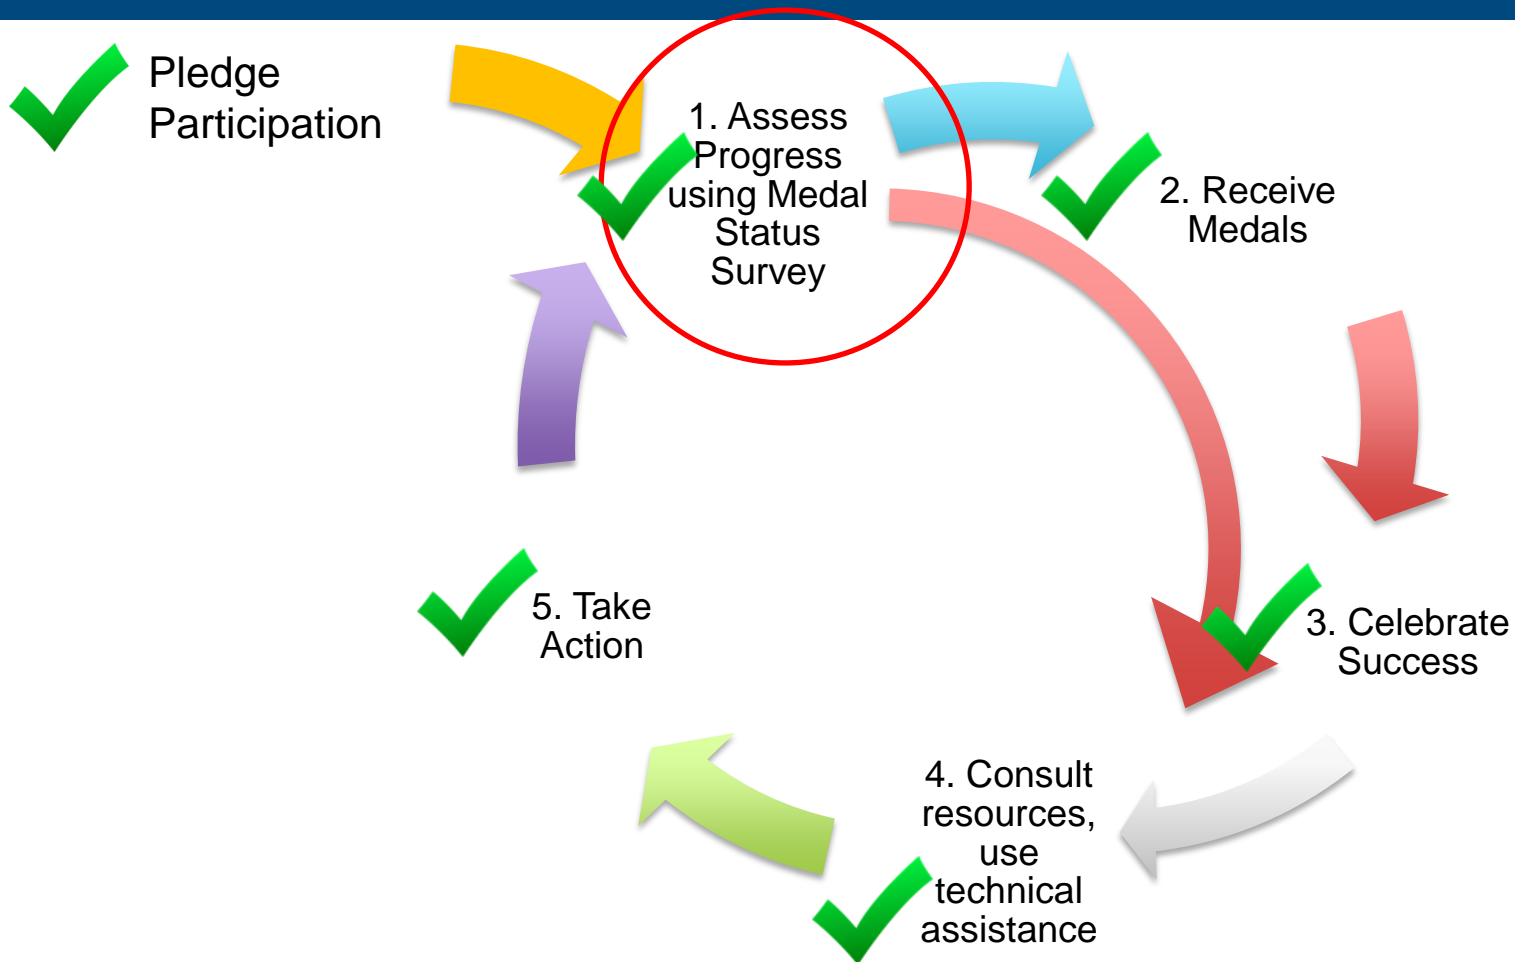 Pledge
Participation
1. Assess
Progress
using Medal
Status
Survey
2. Receive
Medals
3. Celebrate
Success
4. Consult
resources,
use
technical
assistance
5. Take
Action